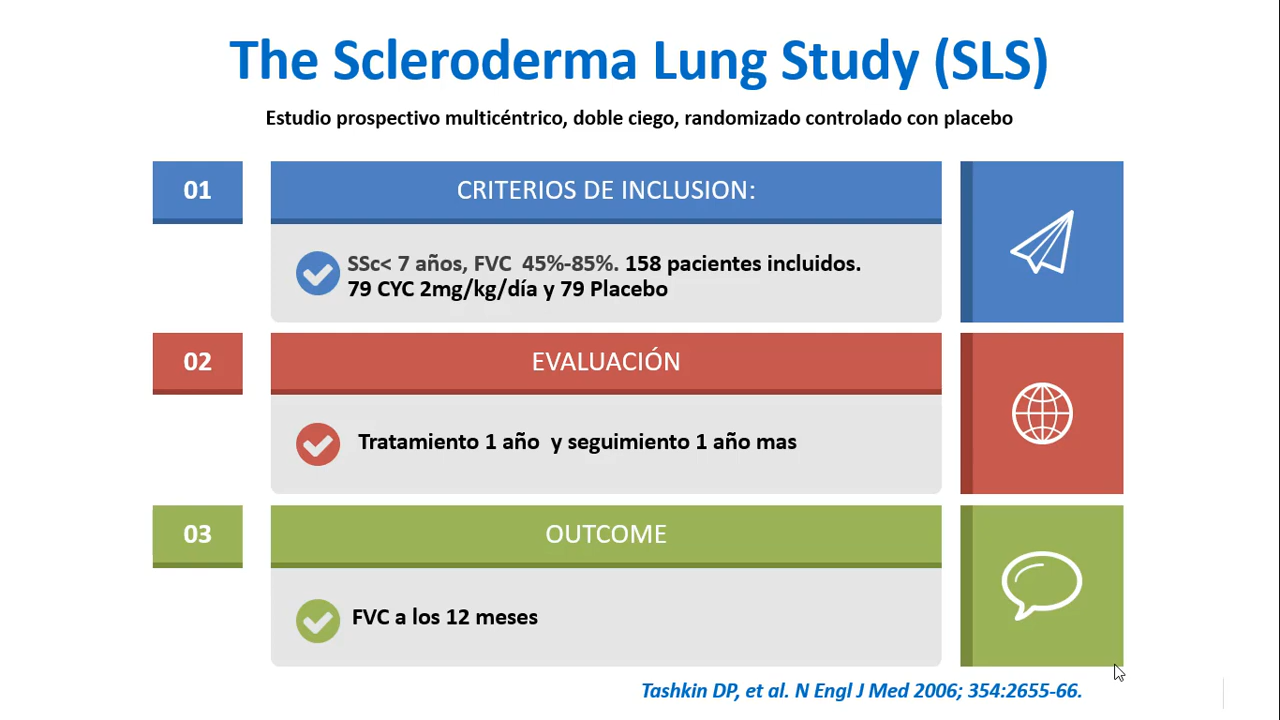 The Scleroderma Lung Study (SLS)
Estudio prospectivo multicéntrico, doble ciego, randomizado controlado con placebo
01
CRITERIOS DE INCLUSION:
SSc< 7 años, FVC 45%-85%. 158 pacientes incluidos.
79 CYC 2mg/kg/día y 79 Placebo
02
EVALUACIÓN
Tratamiento 1 año y seguimiento 1 año mas
03
OUTCOME
FVC a los 12 meses
Tashkin DP, et al. N Engl J Med 2006; 354:2655-66.